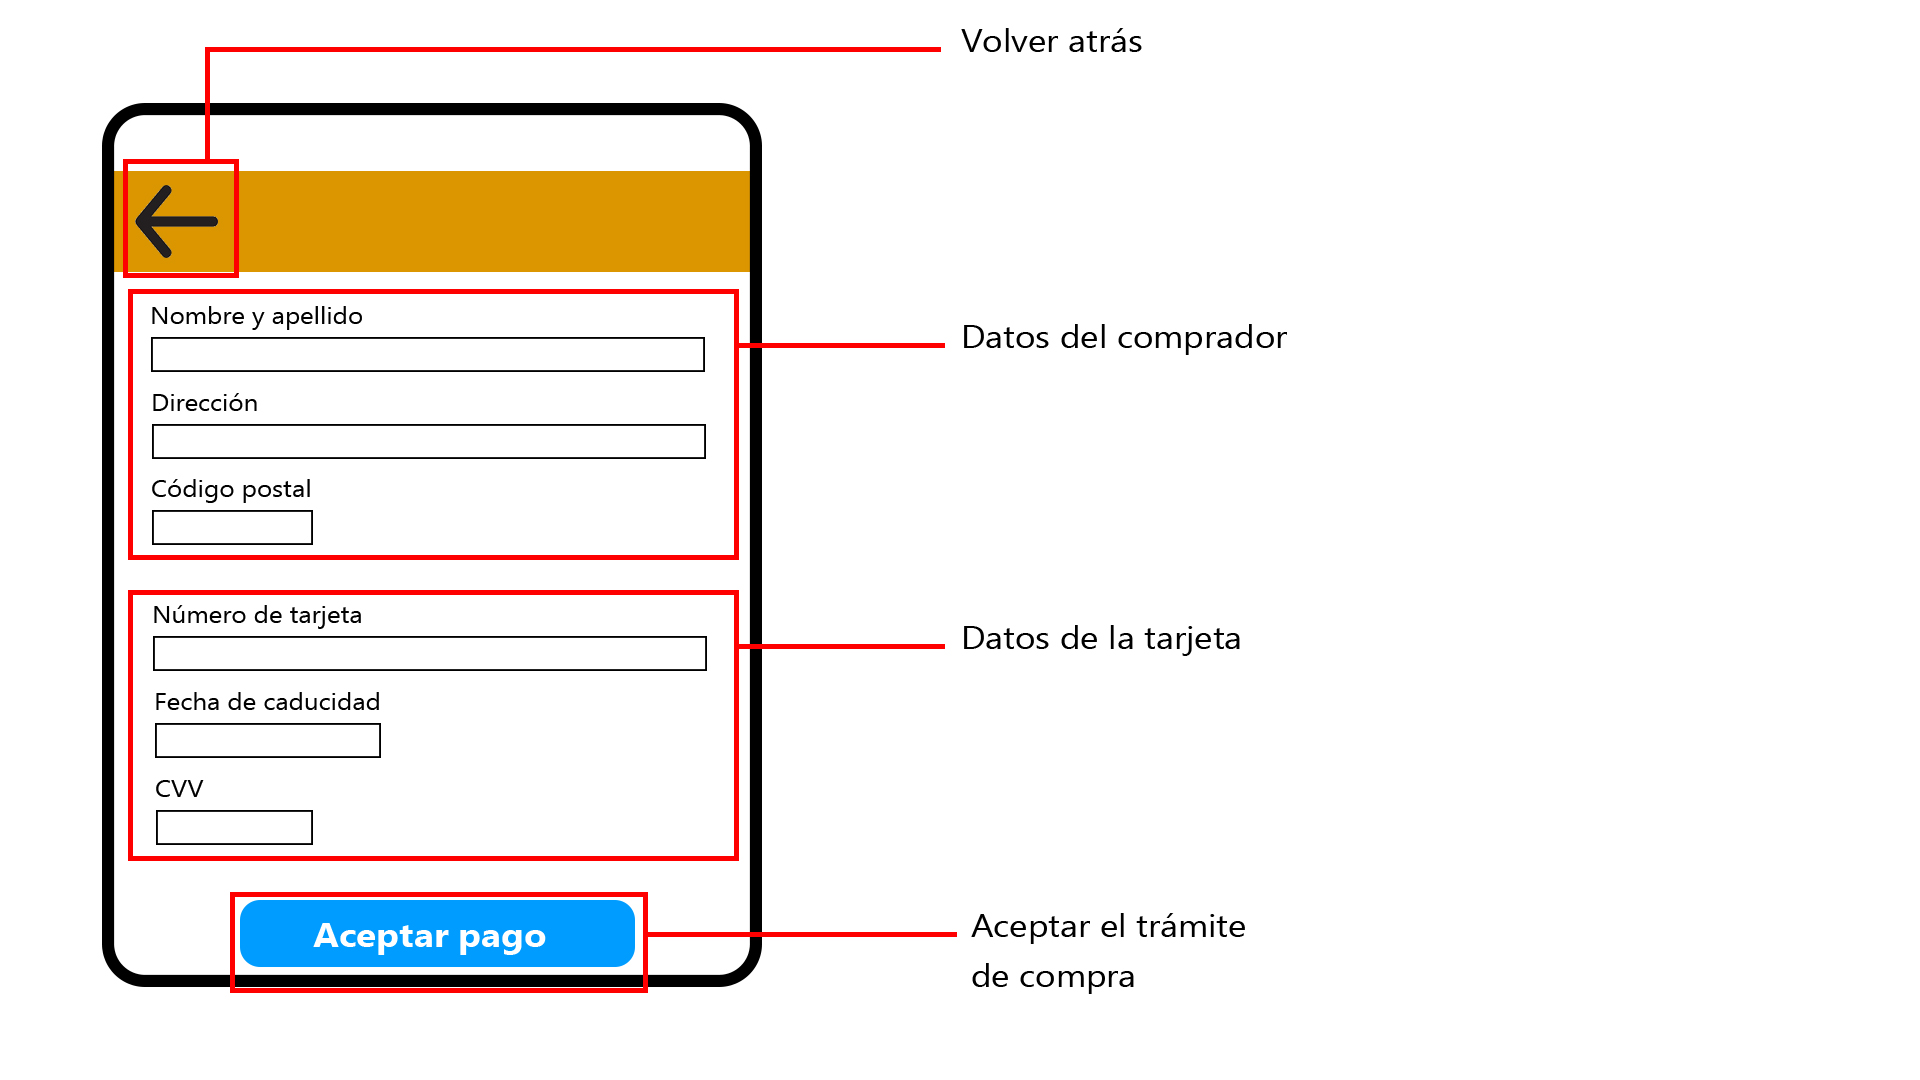 Volver atrás
Nombre y apellido
Datos del comprador
Dirección
Código postal
Número de tarjeta
Datos de la tarjeta
Fecha de caducidad
CVV
Aceptar pago
Aceptar el trámite
de compra